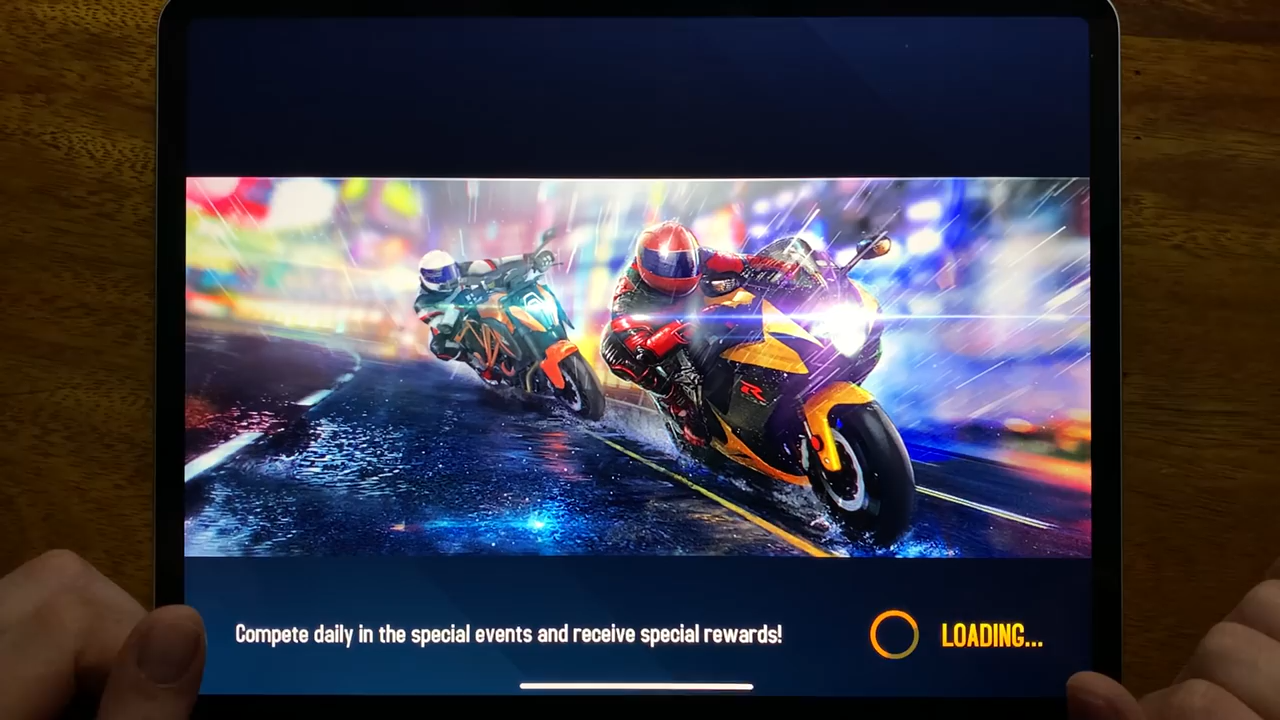 R
Compete daily in the special events and receive special rewards!
LOADING...